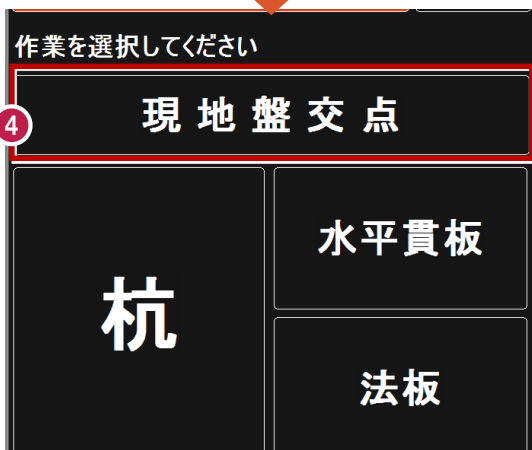 作業を選択してください
4
現地盤交点
杭
水平貫板
法板